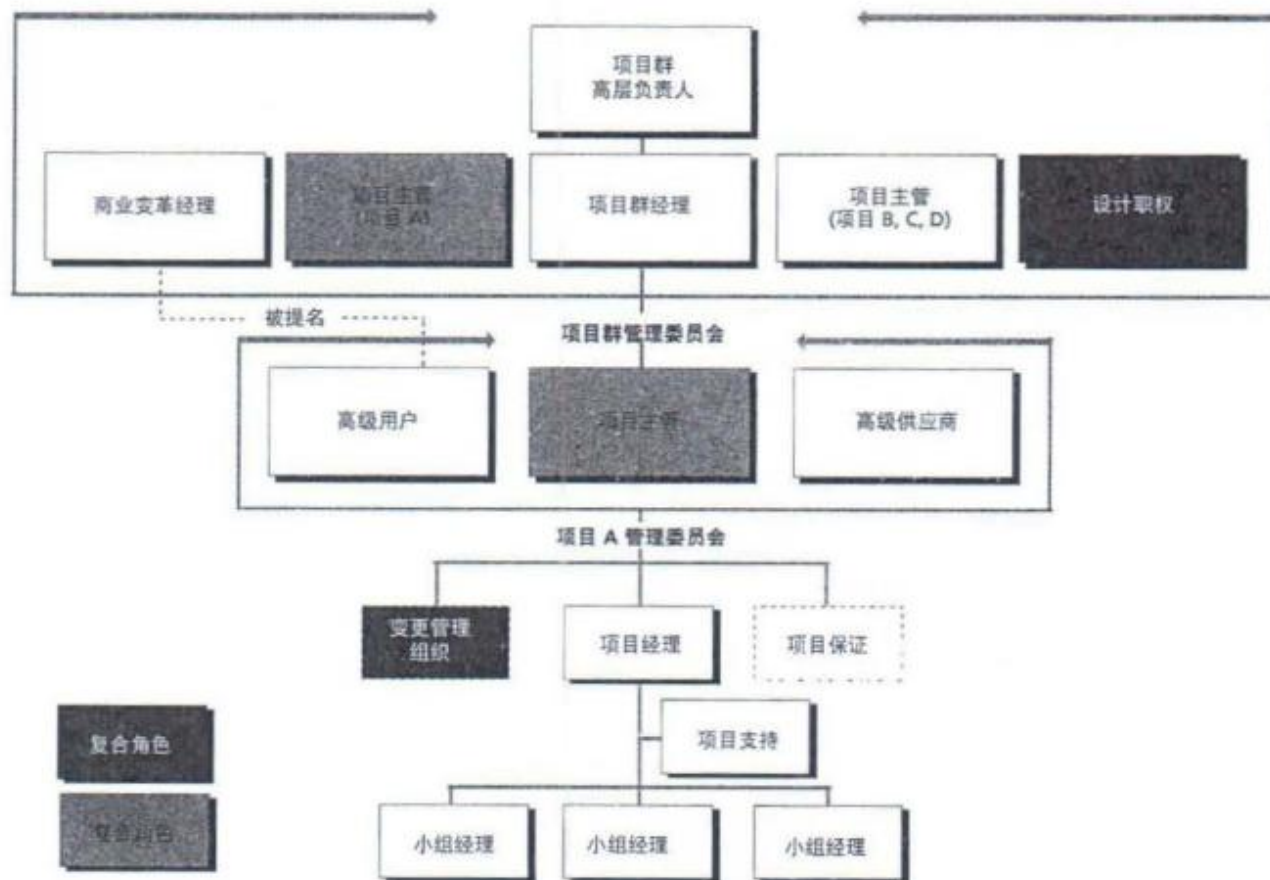 项目群
高层负责人
商业变革经理
项目主管
(项目 A)
项目群经理
项目主管
(项目 B, C, D)
设计职权
被提名
项目群管理委员会
高级用户
项目主管
高级供应商
项目 A 管理委员会
变更管理
组织
项目经理
项目保证
复合角色
项目支持
复合角色
小组经理
小组经理
小组经理